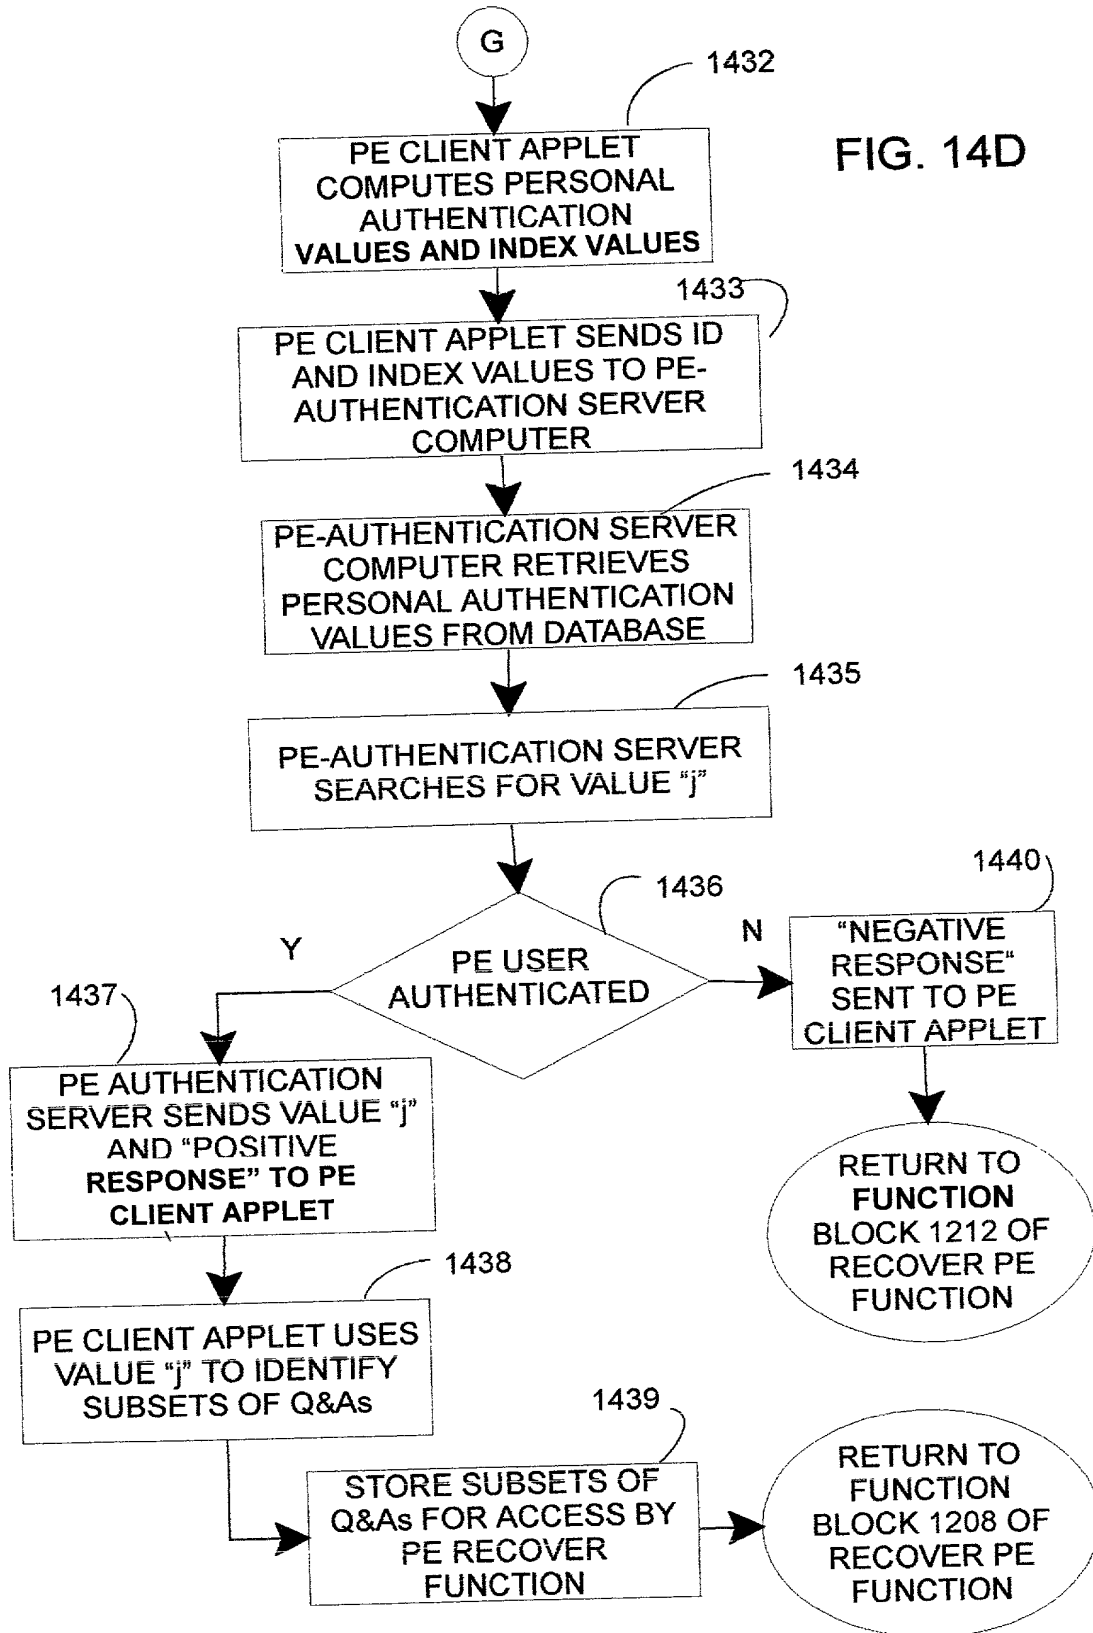 G
1432
FIG. 14D
PE CLIENT APPLET
COMPUTES PERSONAL
AUTHENTICATION
VALUES AND INDEX VALUES
1433
PE CLIENT APPLET SENDS ID
AND INDEX VALUES TO PE-
AUTHENTICATION SERVER
COMPUTER
1434
PE-AUTHENTICATION SERVER
COMPUTER RETRIEVES
PERSONAL AUTHENTICATION
VALUES FROM DATABASE
1435
PE-AUTHENTICATION SERVER
SEARCHES FOR VALUE “j”
1436
PE USER
AUTHENTICATED
Y
N
1440
“NEGATIVE
RESPONSE“
SENT TO PE
CLIENT APPLET
1437
PE AUTHENTICATION
SERVER SENDS VALUE “j”
AND “POSITIVE
RESPONSE” TO PE
CLIENT APPLET
RETURN TO
FUNCTION
BLOCK 1212 OF
RECOVER PE
FUNCTION
1438
PE CLIENT APPLET USES
VALUE “j” TO IDENTIFY
SUBSETS OF Q&As
1439
STORE SUBSETS OF
Q&As FOR ACCESS BY
PE RECOVER
FUNCTION
RETURN TO
FUNCTION
BLOCK 1208 OF
RECOVER PE
FUNCTION